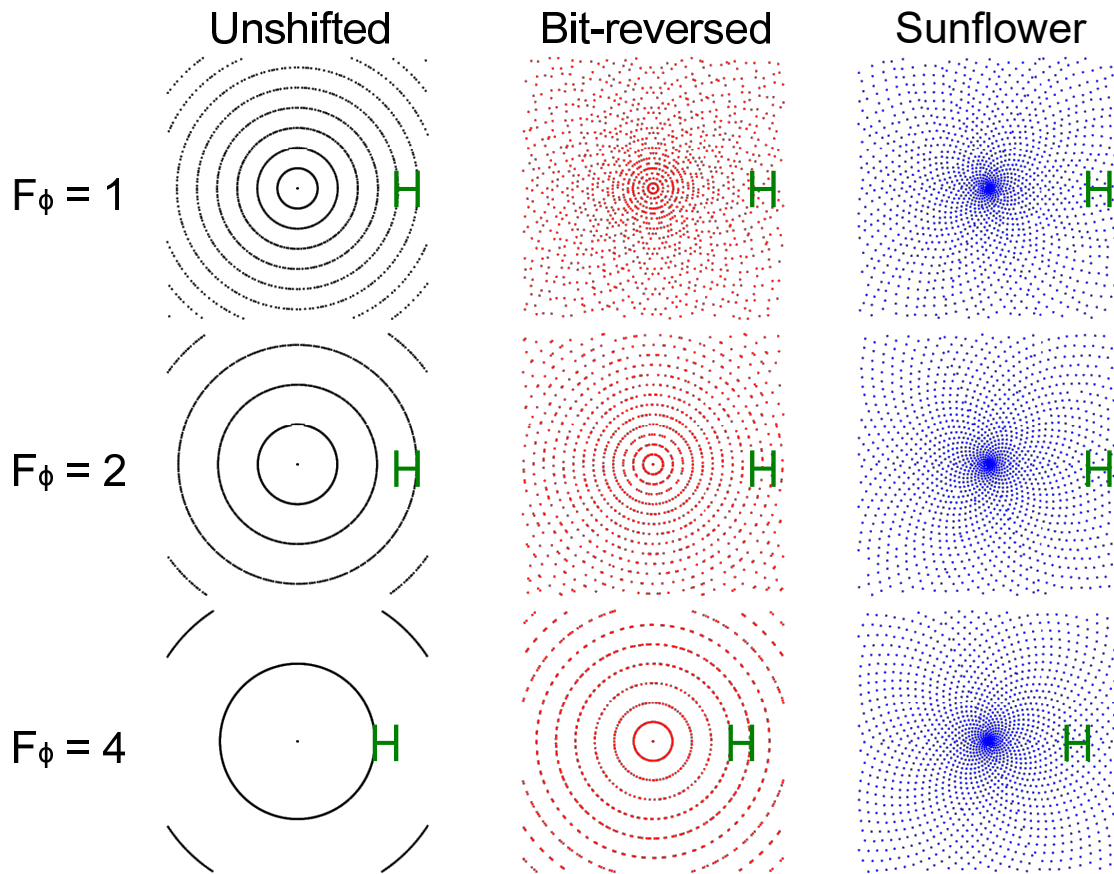 Unshifted Bit-reversed Sunflower
Fϕ = 1
Fϕ = 2
Fϕ = 4